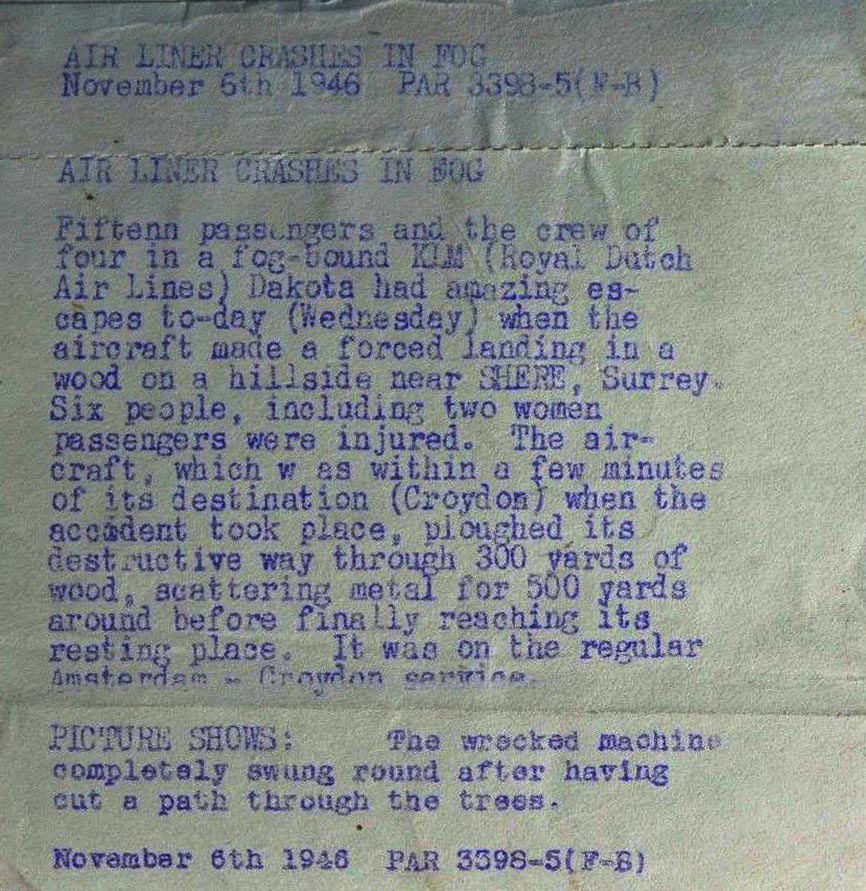 AIR LINER CRASHES IN FOG
November 6th 1946 PAR 3398-5(F-B)
AIR LINER CRASHES IN FOG
Fiftenn passengers and the crew of
four in a fog-bound KLM (Royal Dutch
Air Lines) Dakota had amazing es-
capes to-day (Wednesday) when the
aircraft made a forced landing in a
wood on a hillside near SHERE, Surrey.
Six people, including two women
passengers were injured. The air-
craft, which w as within a few minutes
of its destination (Croydon) when the
accident took place, ploughed its
destructive way through 300 yards of
wood, scattering metal for 500 yards
around before finally reaching its
resting place. It was on the regular
Amsterdam - Croydon service.
PICTURE SHOWS: The wrecked machine
completely swung round after having
cut a path through the trees.
November 6th 1946 PAR 3398-5(F-B)